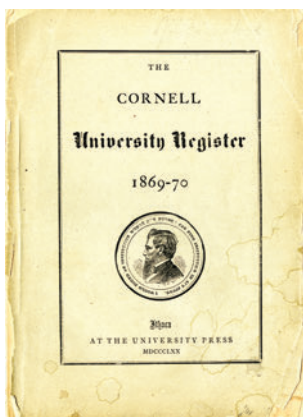 THE
CORNELL
University Register
1869-70
Ithaca
AT THE UNIVERSITY PRESS
MDCCCLXX